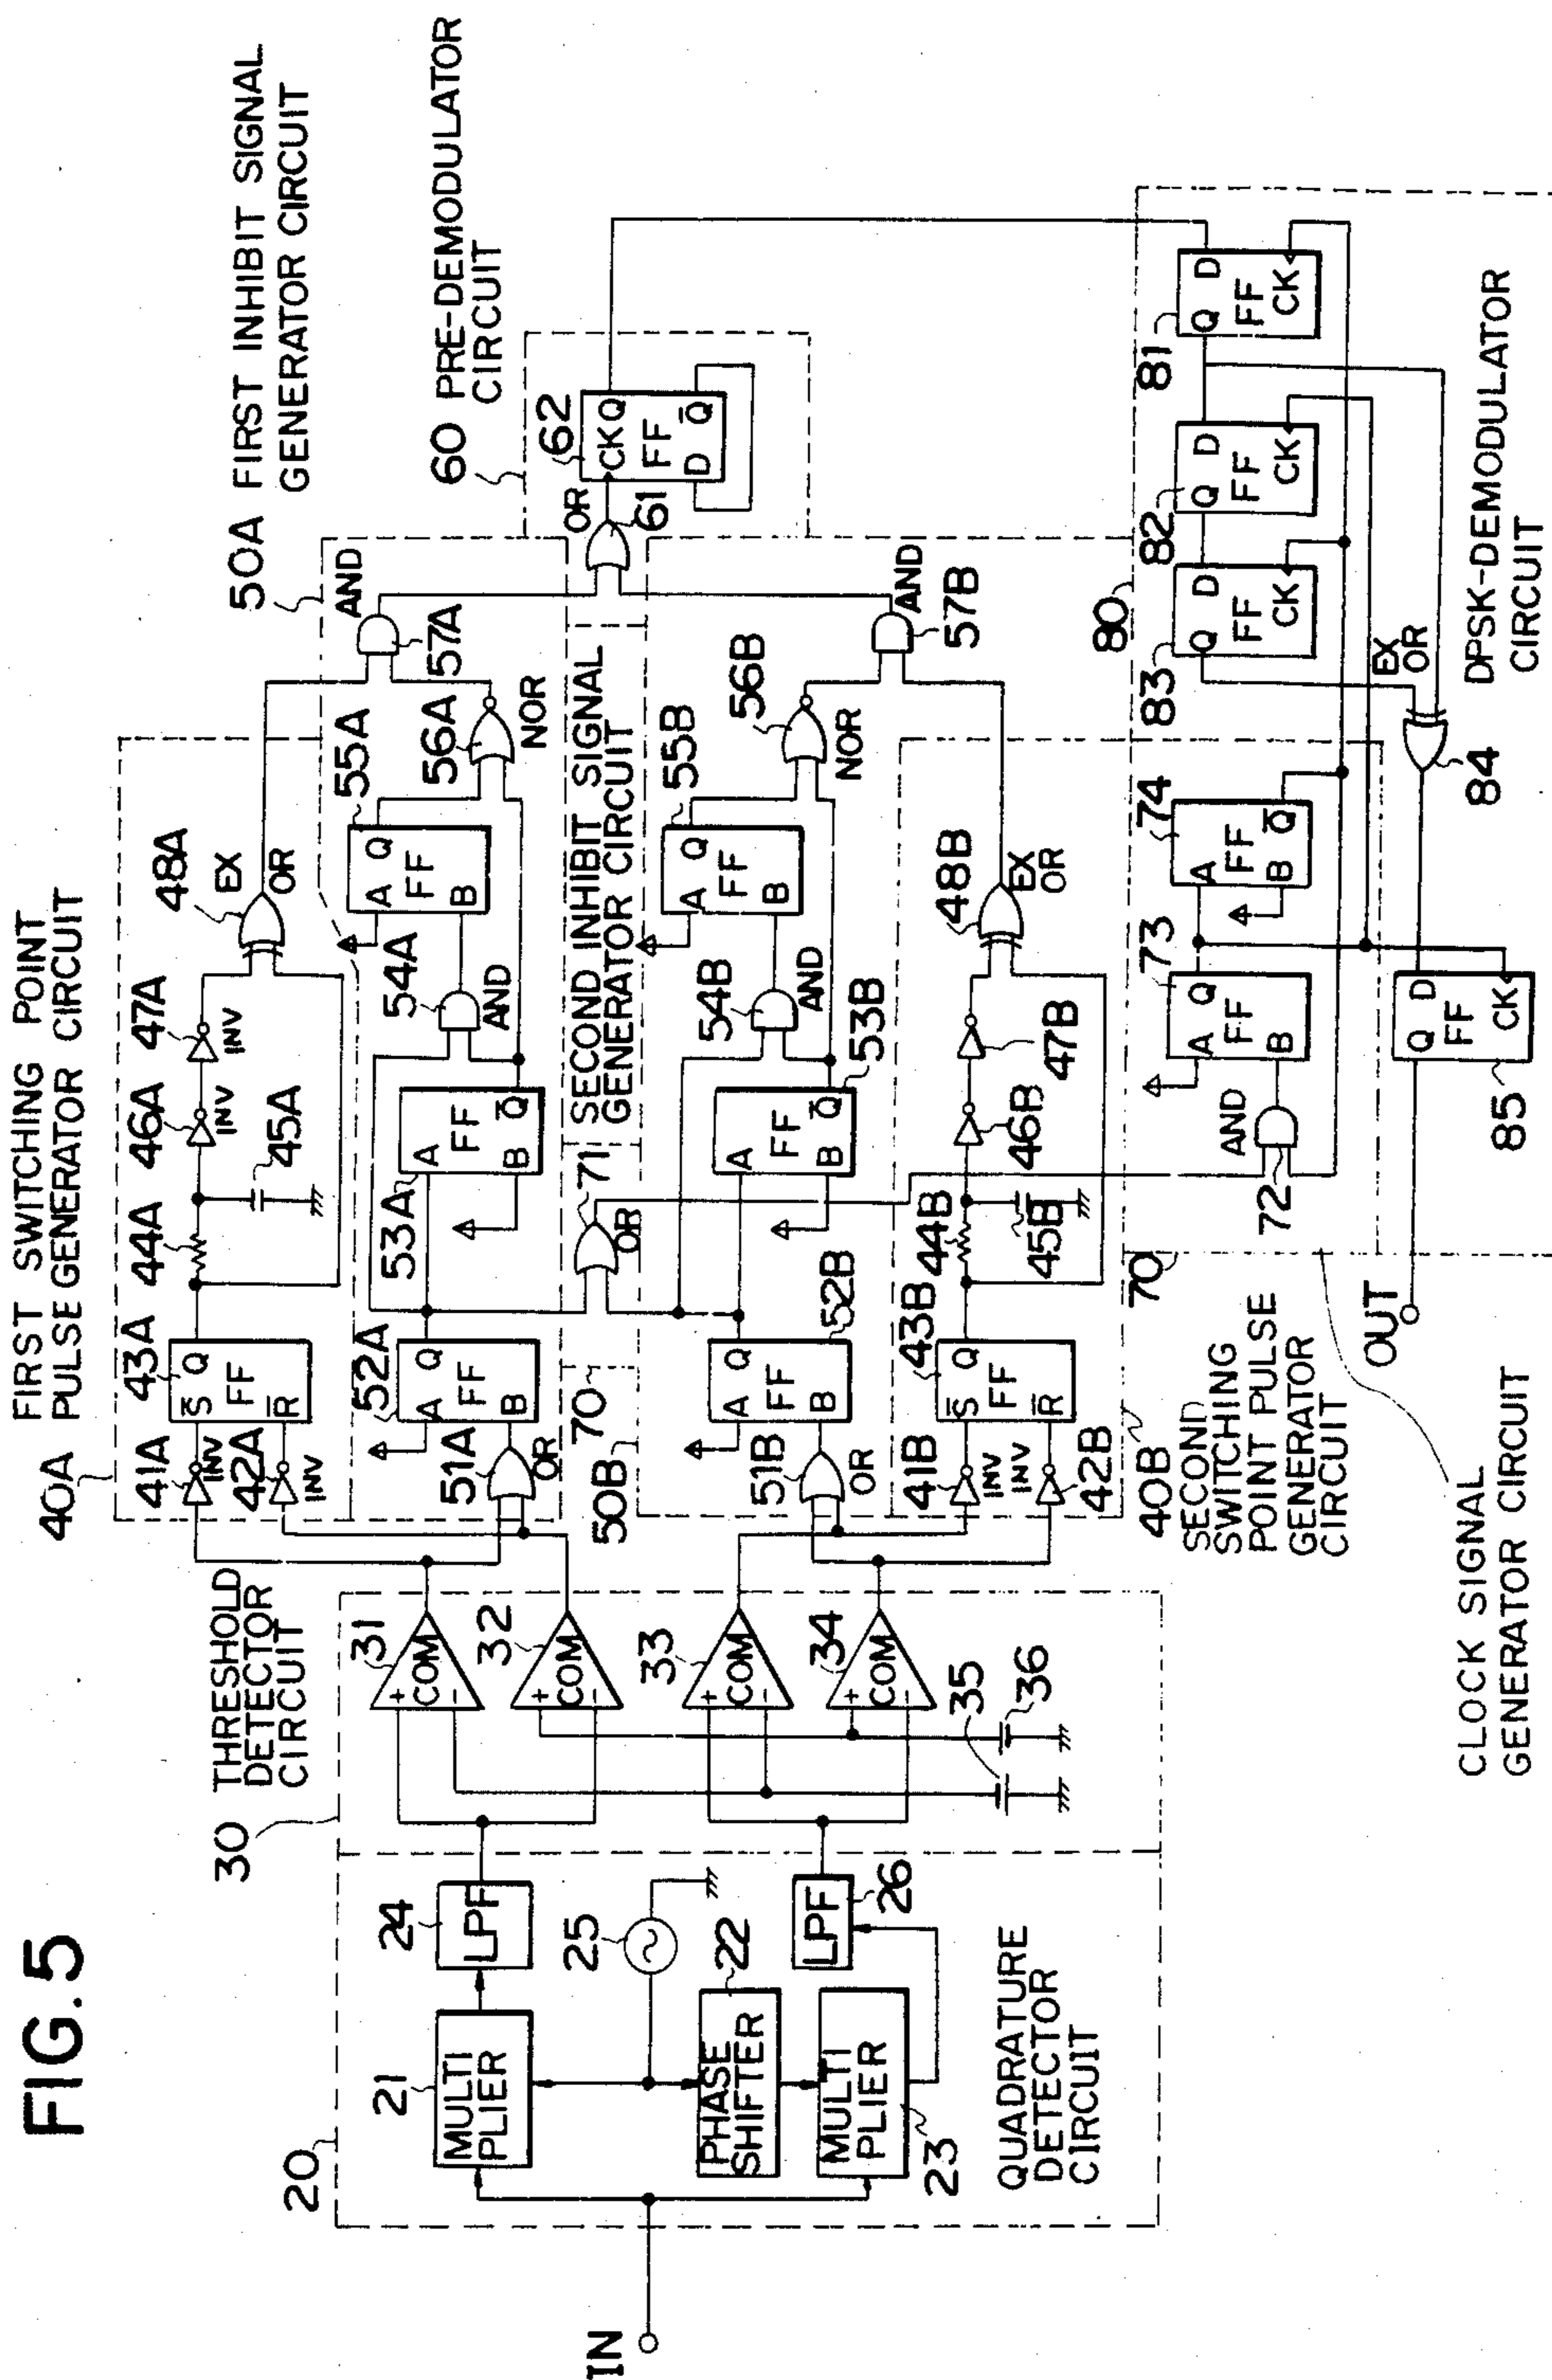 FIG. 5
IN
20
21
MULTI
PLIER
24
LPF
25
PHASE
SHIFTER
22
MULTI
PLIER
23
LPF
26
QUADRATURE
DETECTOR
CIRCUIT
30 THRESHOLD
DETECTOR
CIRCUIT
31
+
COM
-
32
+
COM
-
33
+
COM
-
34
+
COM
-
35
36
40A FIRST SWITCHING POINT
PULSE GENERATOR CIRCUIT
41A
INV
42A
INV
43A
S̅ Q
FF
R̅
44A
45A
46A
INV
47A
INV
48A
EX
OR
50A FIRST INHIBIT SIGNAL
GENERATOR CIRCUIT
51A
OR
52A
A Q
FF
B
53A
A
FF
B Q̅
54A
AND
55A
A Q
FF
B
56A
NOR
57A
AND
70
71
OR
SECOND INHIBIT SIGNAL
GENERATOR CIRCUIT
50B
51B
OR
52B
A Q
FF
B
53B
A
FF
B Q̅
54B
AND
55B
A Q
FF
B
56B
NOR
57B
AND
60 PRE-DEMODULATOR
CIRCUIT
OR
61
62
CK Q
FF
D Q̅
40B
SECOND
SWITCHING
POINT PULSE
GENERATOR
CIRCUIT
41B
INV
42B
INV
43B
S̅ Q
FF
R̅
44B
45B
46B
47B
48B
EX
OR
70
CLOCK SIGNAL
GENERATOR CIRCUIT
AND
72
73
A Q
FF
B
74
A
FF
B Q̅
80
DPSK-DEMODULATOR
CIRCUIT
81
Q D
FF
CK
82
Q D
FF
CK
83
Q D
FF
CK
EX
OR
84
85
Q D
FF
CK
OUT